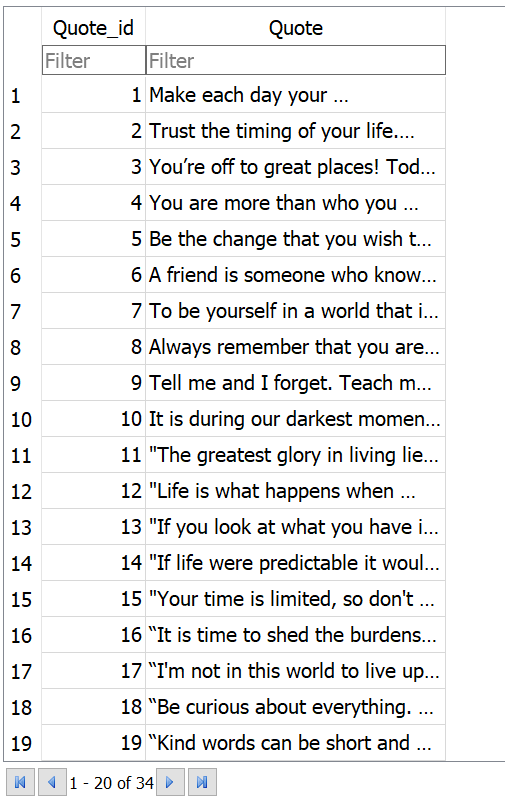 Quote_id Quote
Filter Filter
1 1 Make each day your ...
2 2 Trust the timing of your life....
3 3 You’re off to great places! Tod...
4 4 You are more than who you ...
5 5 Be the change that you wish t...
6 6 A friend is someone who know...
7 7 To be yourself in a world that i...
8 8 Always remember that you are...
9 9 Tell me and I forget. Teach m...
10 10 It is during our darkest momen...
11 11 "The greatest glory in living lie...
12 12 "Life is what happens when ...
13 13 "If you look at what you have i...
14 14 "If life were predictable it woul...
15 15 "Your time is limited, so don't ...
16 16 “It is time to shed the burdens...
17 17 “I'm not in this world to live up...
18 18 “Be curious about everything. ...
19 19 “Kind words can be short and ...
1 - 20 of 34